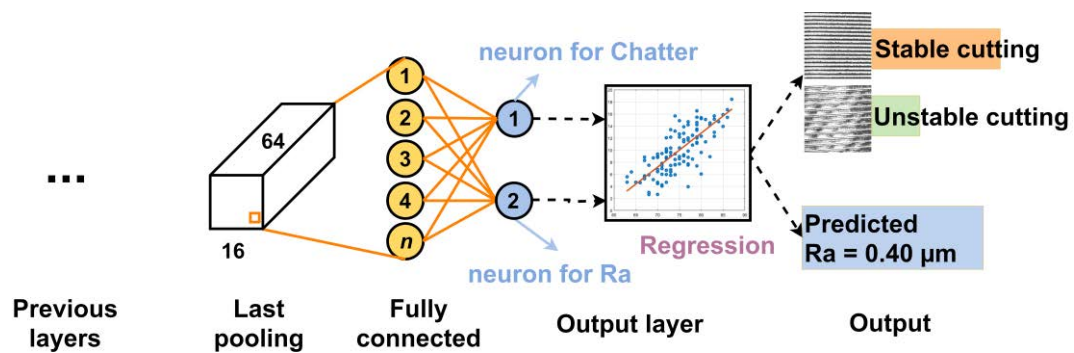 neuron for Chatter
Stable cutting
Unstable cutting
...
64
16
1
2
3
4
n
1
2
Regression
neuron for Ra
Predicted
Ra = 0.40 μm
Previous
layers
Last
pooling
Fully
connected
Output layer
Output